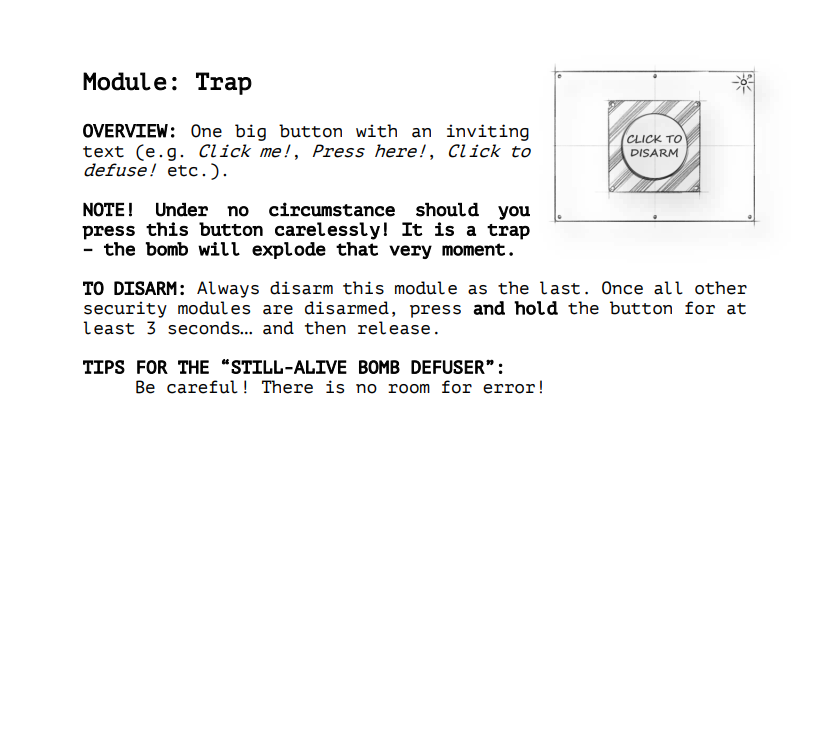 Module: Trap
CLICK TO
DISARM
OVERVIEW: One big button with an inviting
text (e.g. Click me!, Press here!, Click to
defuse! etc.).
NOTE! Under no circumstance should you
press this button carelessly! It is a trap
– the bomb will explode that very moment.
TO DISARM: Always disarm this module as the last. Once all other
security modules are disarmed, press and hold the button for at
least 3 seconds… and then release.
TIPS FOR THE “STILL-ALIVE BOMB DEFUSER”:
Be careful! There is no room for error!